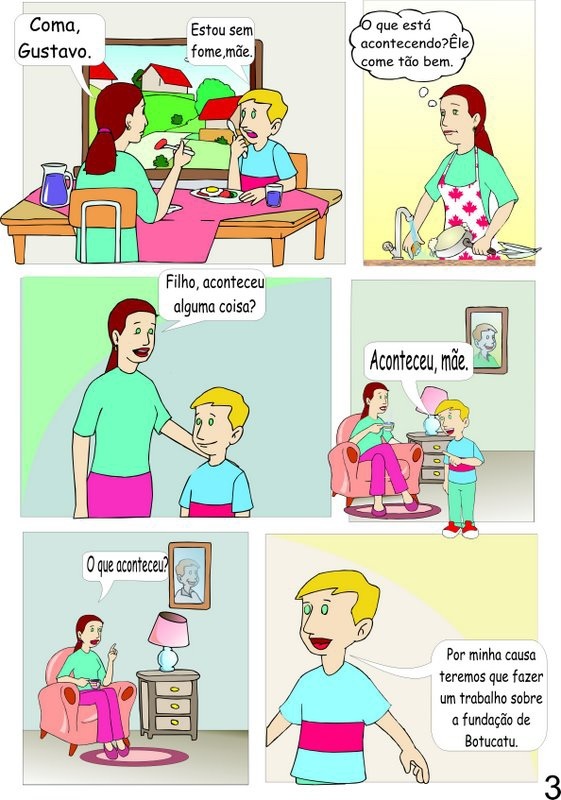 Coma,
Gustavo.
Estou sem
fome,mãe.
O que está
acontecendo?Êle
come tão bem.
Filho, aconteceu
alguma coisa?
Aconteceu, mãe.
O que aconteceu?
Por minha causa
teremos que fazer
um trabalho sobre
a fundação de
Botucatu.
3